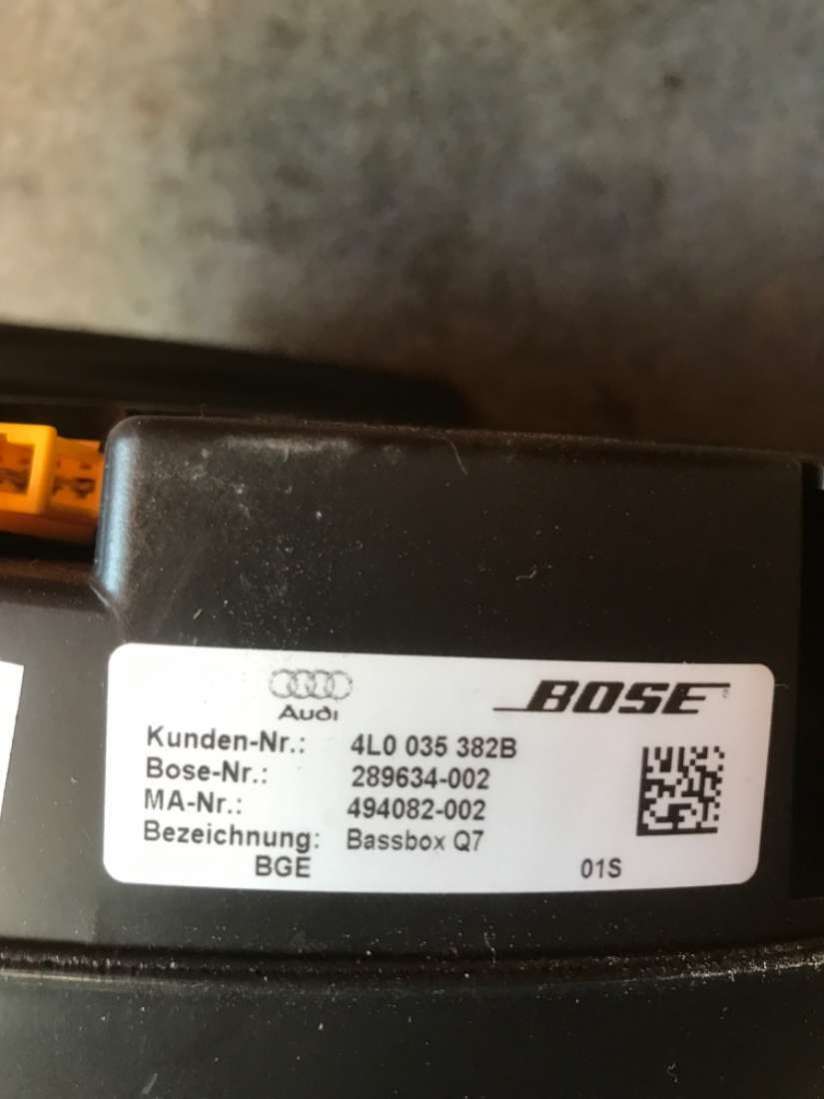 Audi
BOSE
Kunden-Nr.: 4L0 035 382B
Bose-Nr.: 289634-002
MA-Nr.: 494082-002
Bezeichnung: Bassbox Q7
BGE 01S